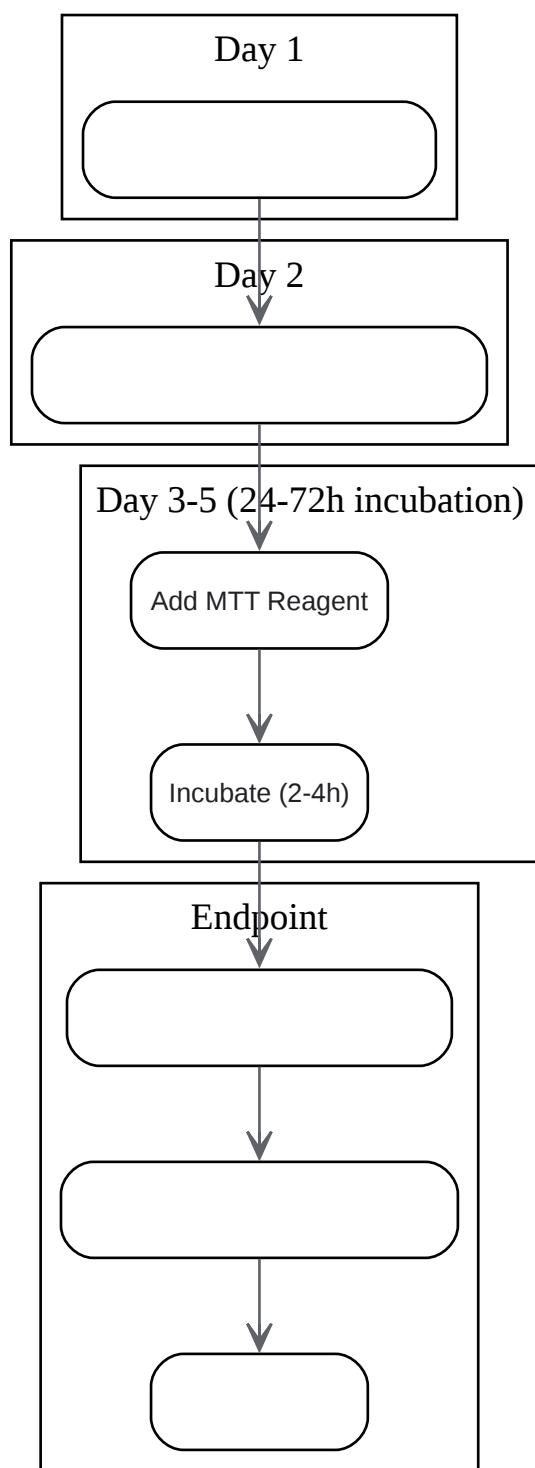 Day 1
Day 2
Day 3-5 (24-72h incubation)
Add MTT Reagent
Incubate (2-4h)
Endpoint